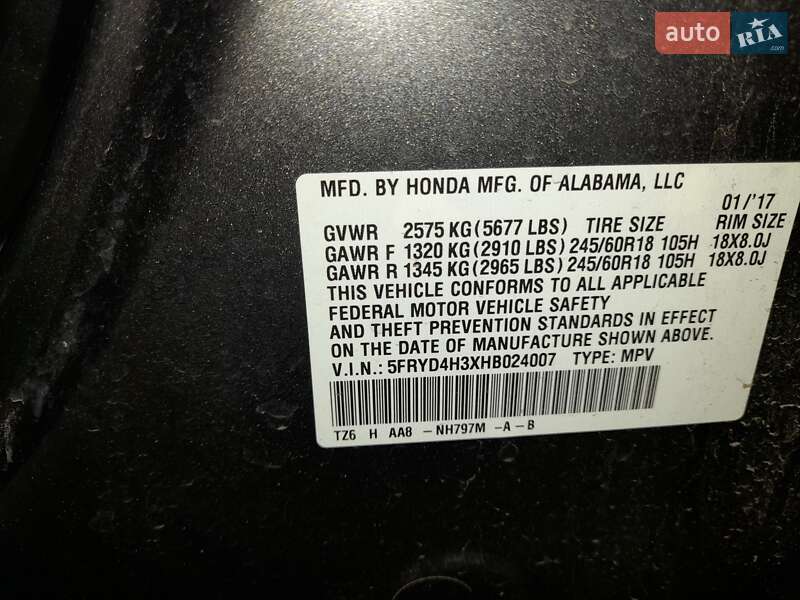 auto RIA.com
MFD. BY HONDA MFG. OF ALABAMA, LLC
01/'17
GVWR 2575 KG(5677 LBS) TIRE SIZE RIM SIZE
GAWR F 1320 KG(2910 LBS)245/60R18 105H 18X8.0J
GAWR R 1345 KG(2965 LBS)245/60R18 105H 18X8.0J
THIS VEHICLE CONFORMS TO ALL APPLICABLE
FEDERAL MOTOR VEHICLE SAFETY
AND THEFT PREVENTION STANDARDS IN EFFECT
ON THE DATE OF MANUFACTURE SHOWN ABOVE.
V.I.N.: 5FRYD4H3XHB024007 TYPE: MPV
TZ6 H AA8 -NH797M -A-B